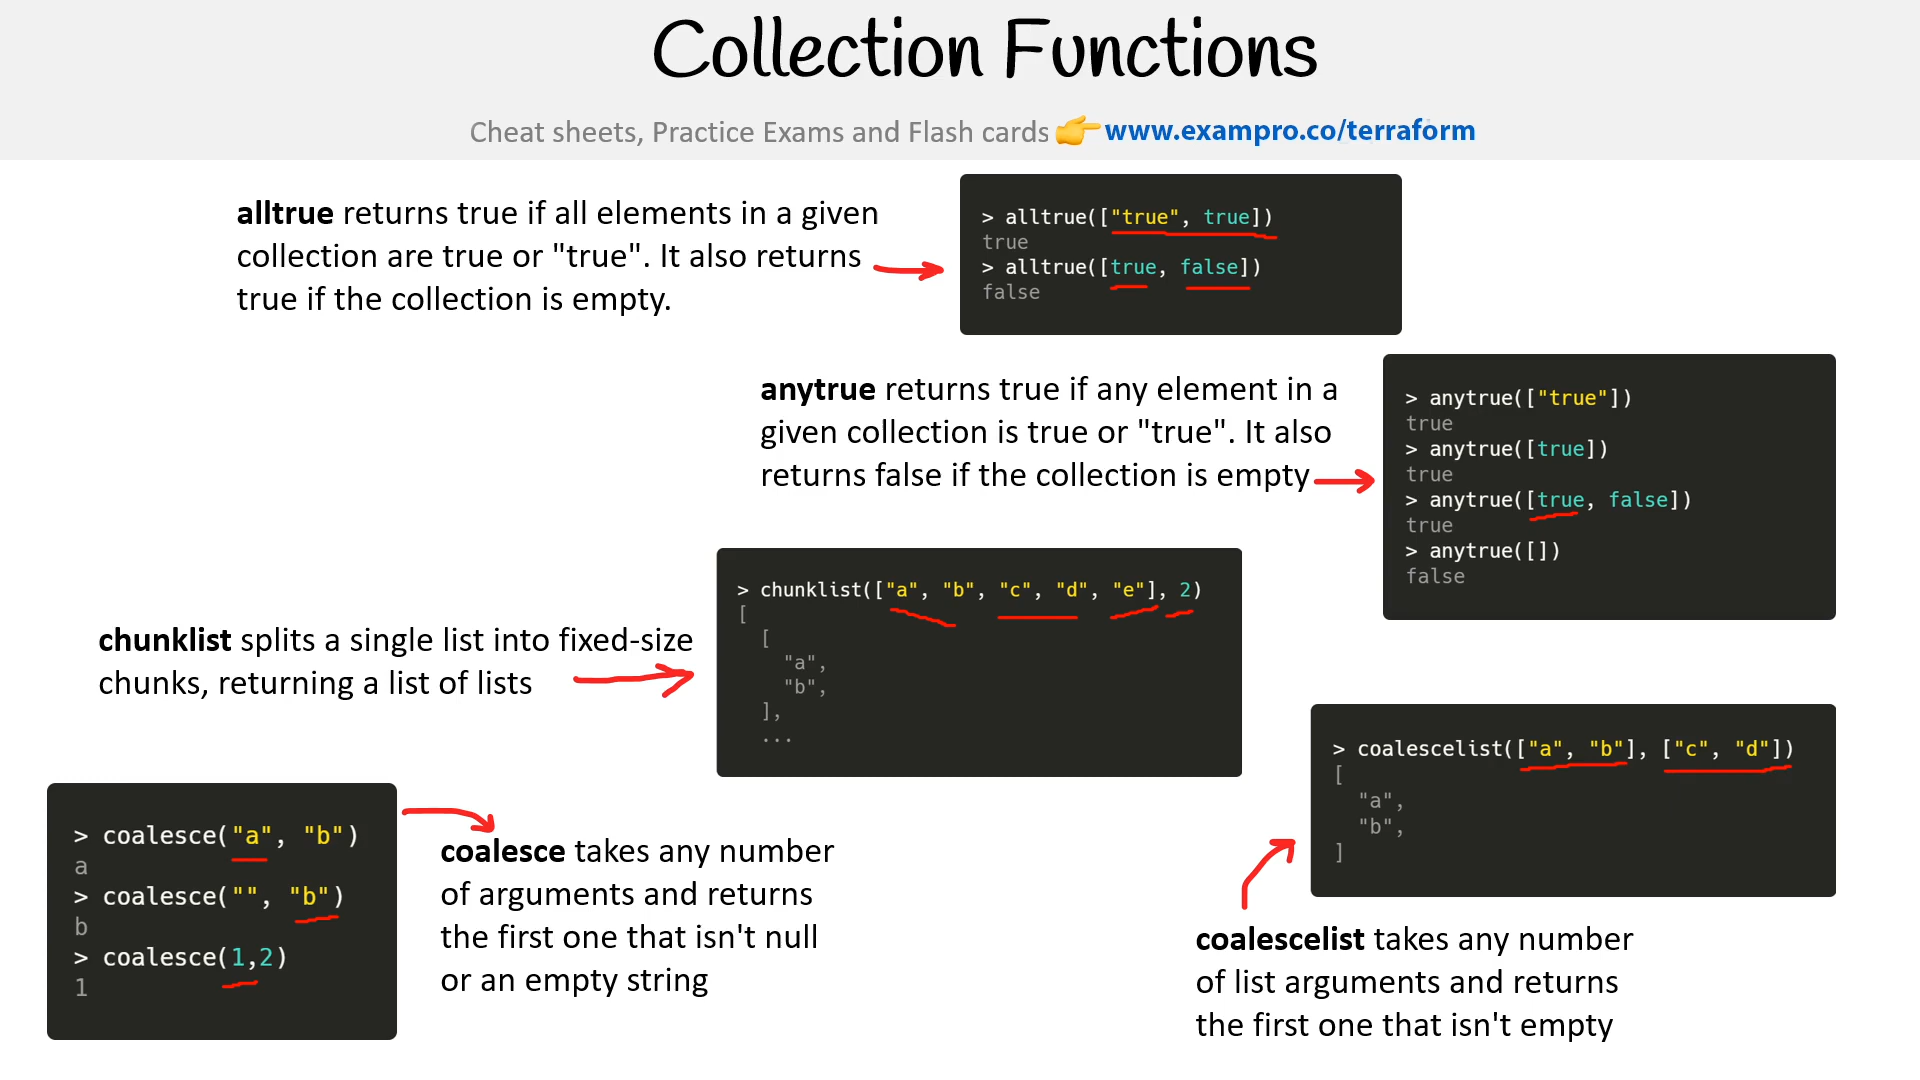 Collection Functions
Cheat sheets, Practice Exams and Flash cards 👉www.exampro.co/terraform
alltrue returns true if all elements in a given
collection are true or "true". It also returns
true if the collection is empty.
> alltrue(["true", true])
true
> alltrue([true, false])
false
anytrue returns true if any element in a
given collection is true or "true". It also
returns false if the collection is empty
> anytrue(["true"])
true
> anytrue([true])
true
> anytrue([true, false])
true
> anytrue([])
false
chunklist splits a single list into fixed-size
chunks, returning a list of lists
> chunklist(["a", "b", "c", "d", "e"], 2)
[
  [
    "a",
    "b",
  ],
  ...
> coalesce("a", "b")
a
> coalesce("", "b")
b
> coalesce(1,2)
1
coalesce takes any number
of arguments and returns
the first one that isn't null
or an empty string
> coalescelist(["a", "b"], ["c", "d"])
[
  "a",
  "b",
]
coalescelist takes any number
of list arguments and returns
the first one that isn't empty